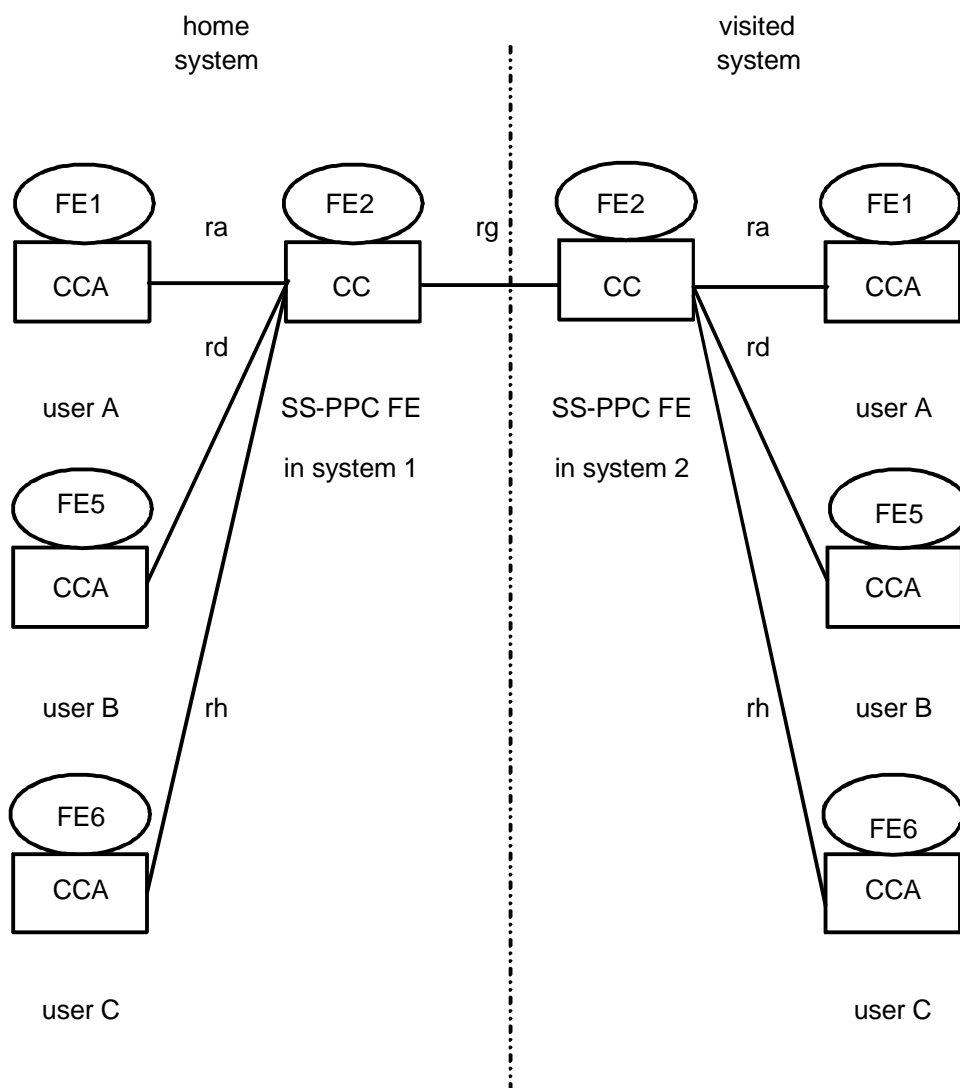 home
system
visited
system
FE1
FE2
FE2
FE1
ra
rg
ra
CCA
CC
CC
CCA
rd
rd
user A
SS-PPC FE
in system 1
SS-PPC FE
in system 2
user A
FE5
FE5
CCA
CCA
user B
rh
rh
user B
FE6
FE6
CCA
CCA
user C
user C